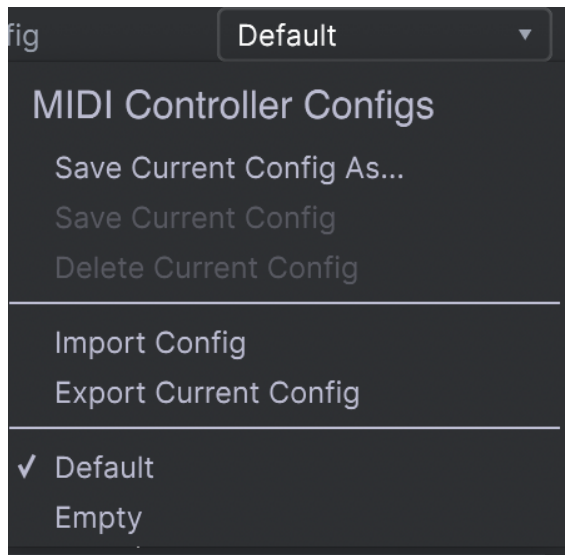 fig Default
MIDI Controller Configs
Save Current Config As...
Save Current Config
Delete Current Config
Import Config
Export Current Config
✓ Default
Empty